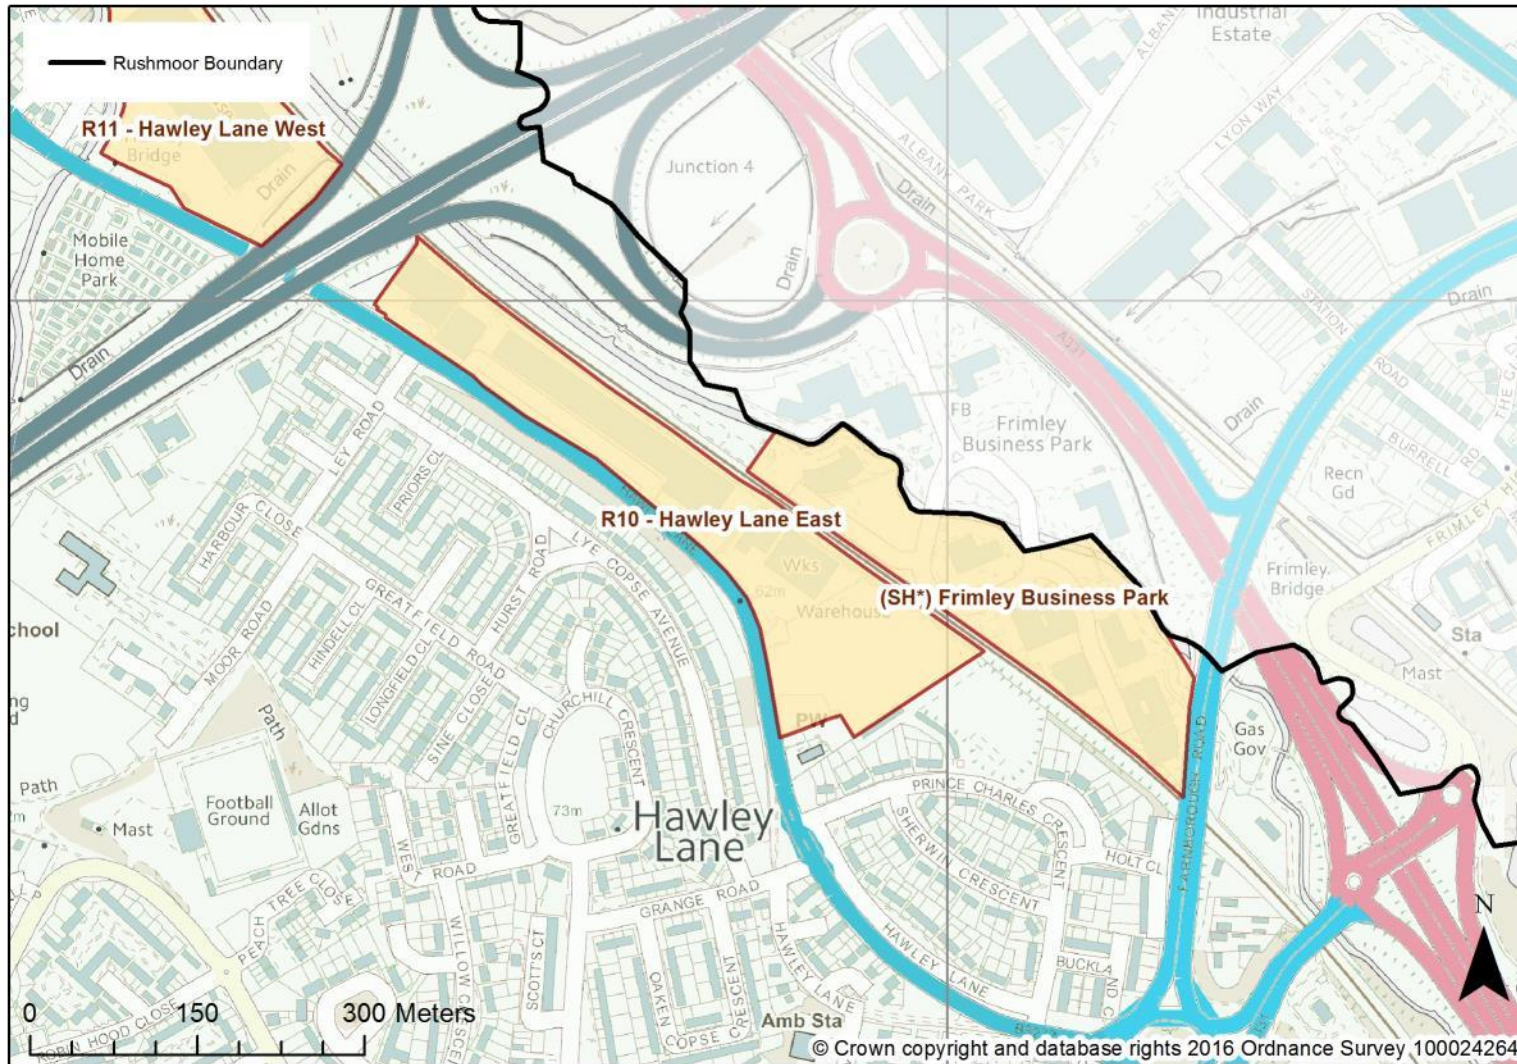 Rushmoor Boundary
R11 - Hawley Lane West
Bridge
Drain
Mobile
Home
Park
Drain
Industrial
Estate
Junction 4
ALBANY PARK
LYON WAY
Drain
Drain
STATION
ROAD
Drain
A331
Drain
BURRELL
RD
Recn
Gd
FB
Frimley
Business Park
Frimley
Bridge
Sta
Mast
R10 - Hawley Lane East
Wks
62m
Warehouse
(SH*) Frimley Business Park
PW
Gas
Gov
FARNBOROUGH ROAD
LEY ROAD
PRIORS CL
HARBOUR CLOSE
LYE COPSE AVENUE
HURST ROAD
GREATFIELD ROAD
HINDELL CL
LONGFIELD CL
MOOR ROAD
CHURCHILL CRESCENT
GREATFIELD CL
chool
Path
Path
Mast
Football
Ground
Allot
Gdns
73m
Hawley
Lane
PRINCE CHARLES CRESCENT
SHERWIN CRESCENT
HOLT CL
ROAD
GRANGE ROAD
PEACH TREE CLOSE
WILLOW CRESCENT
SCOTT'S CT
OAKEN
COPSE
CRESCENT
HAWLEY LANE
HAWLEY LANE
BUCKLAND CL
Amb Sta
ROBIN HOOD CLOSE
N
0 150 300 Meters
© Crown copyright and database rights 2016 Ordnance Survey 100024264